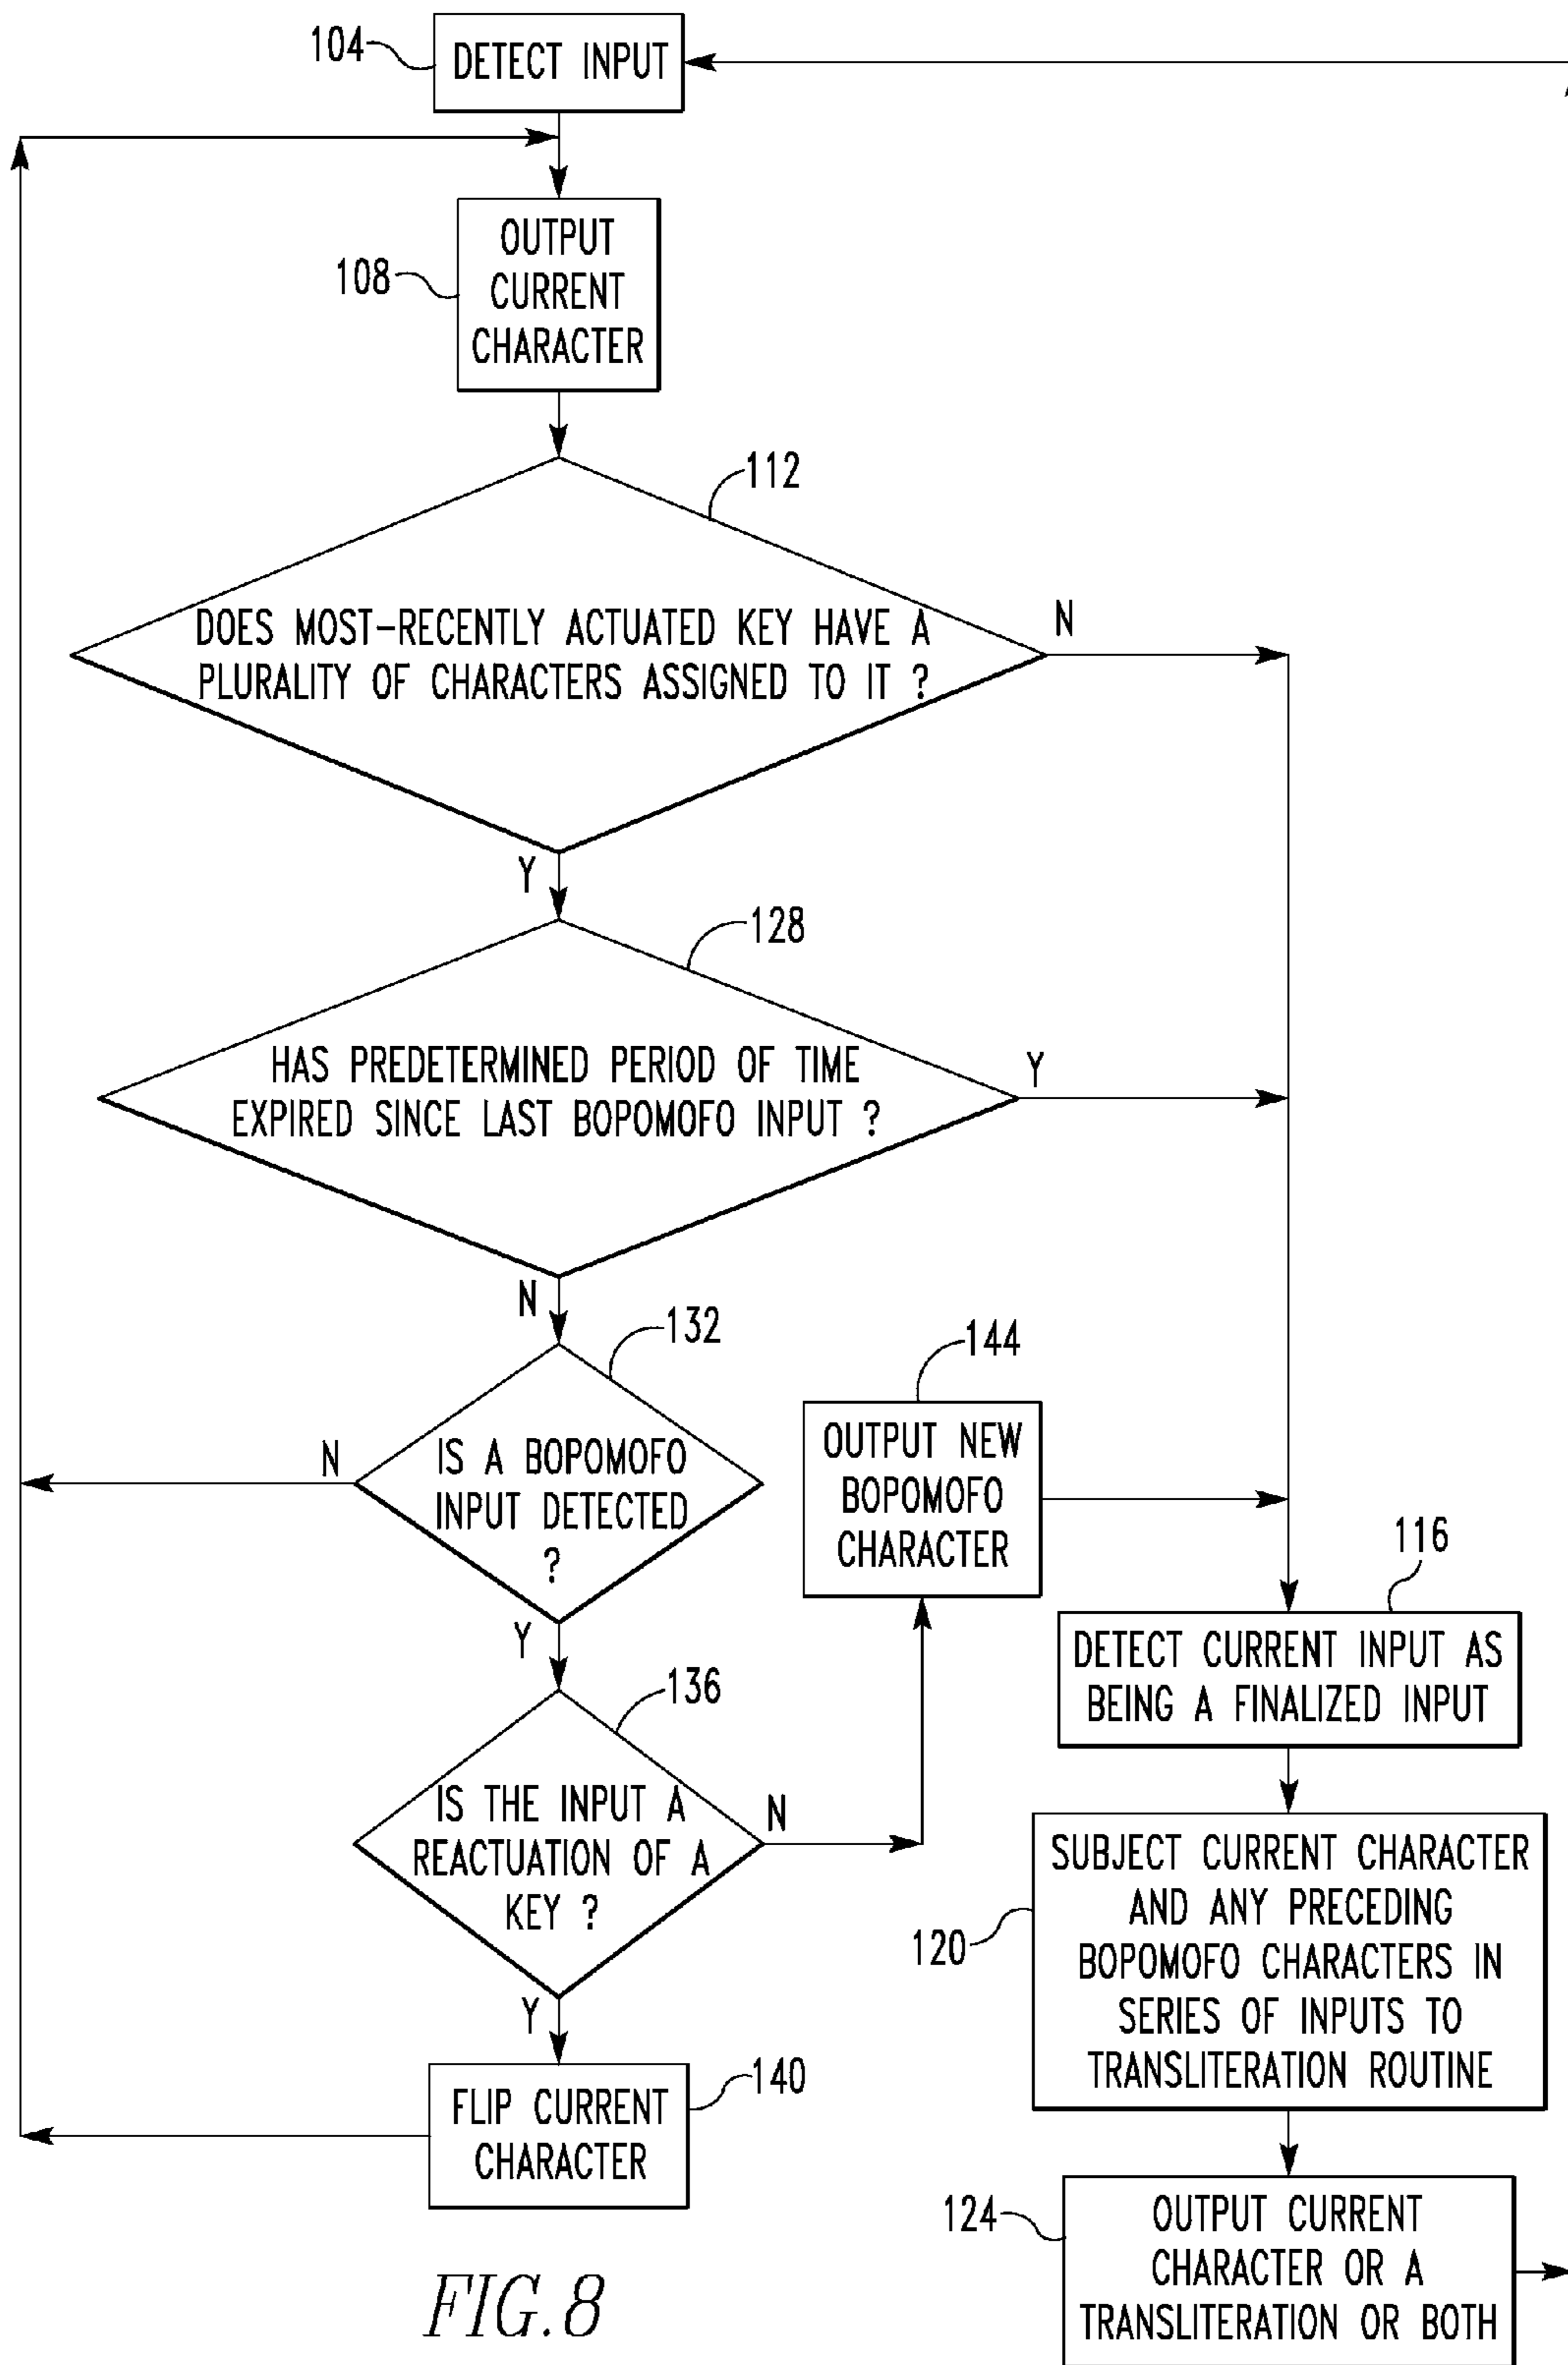 104
DETECT INPUT
108
OUTPUT
CURRENT
CHARACTER
112
DOES MOST-RECENTLY ACTUATED KEY HAVE A
PLURALITY OF CHARACTERS ASSIGNED TO IT ?
N
Y
128
HAS PREDETERMINED PERIOD OF TIME
EXPIRED SINCE LAST BOPOMOFO INPUT ?
Y
N
132
IS A BOPOMOFO
INPUT DETECTED
?
N
Y
136
IS THE INPUT A
REACTUATION OF A
KEY ?
N
Y
140
FLIP CURRENT
CHARACTER
144
OUTPUT NEW
BOPOMOFO
CHARACTER
116
DETECT CURRENT INPUT AS
BEING A FINALIZED INPUT
120
SUBJECT CURRENT CHARACTER
AND ANY PRECEDING
BOPOMOFO CHARACTERS IN
SERIES OF INPUTS TO
TRANSLITERATION ROUTINE
124
OUTPUT CURRENT
CHARACTER OR A
TRANSLITERATION OR BOTH
FIG.8